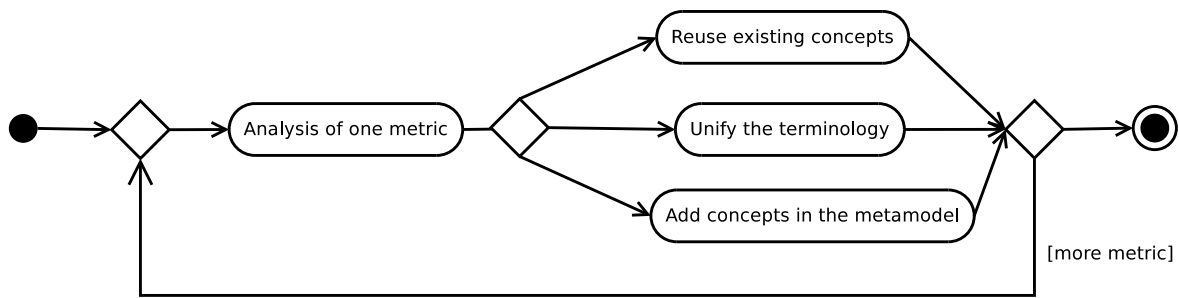 Reuse existing concepts
Analysis of one metric
Unify the terminology
Add concepts in the metamodel
[more metric]